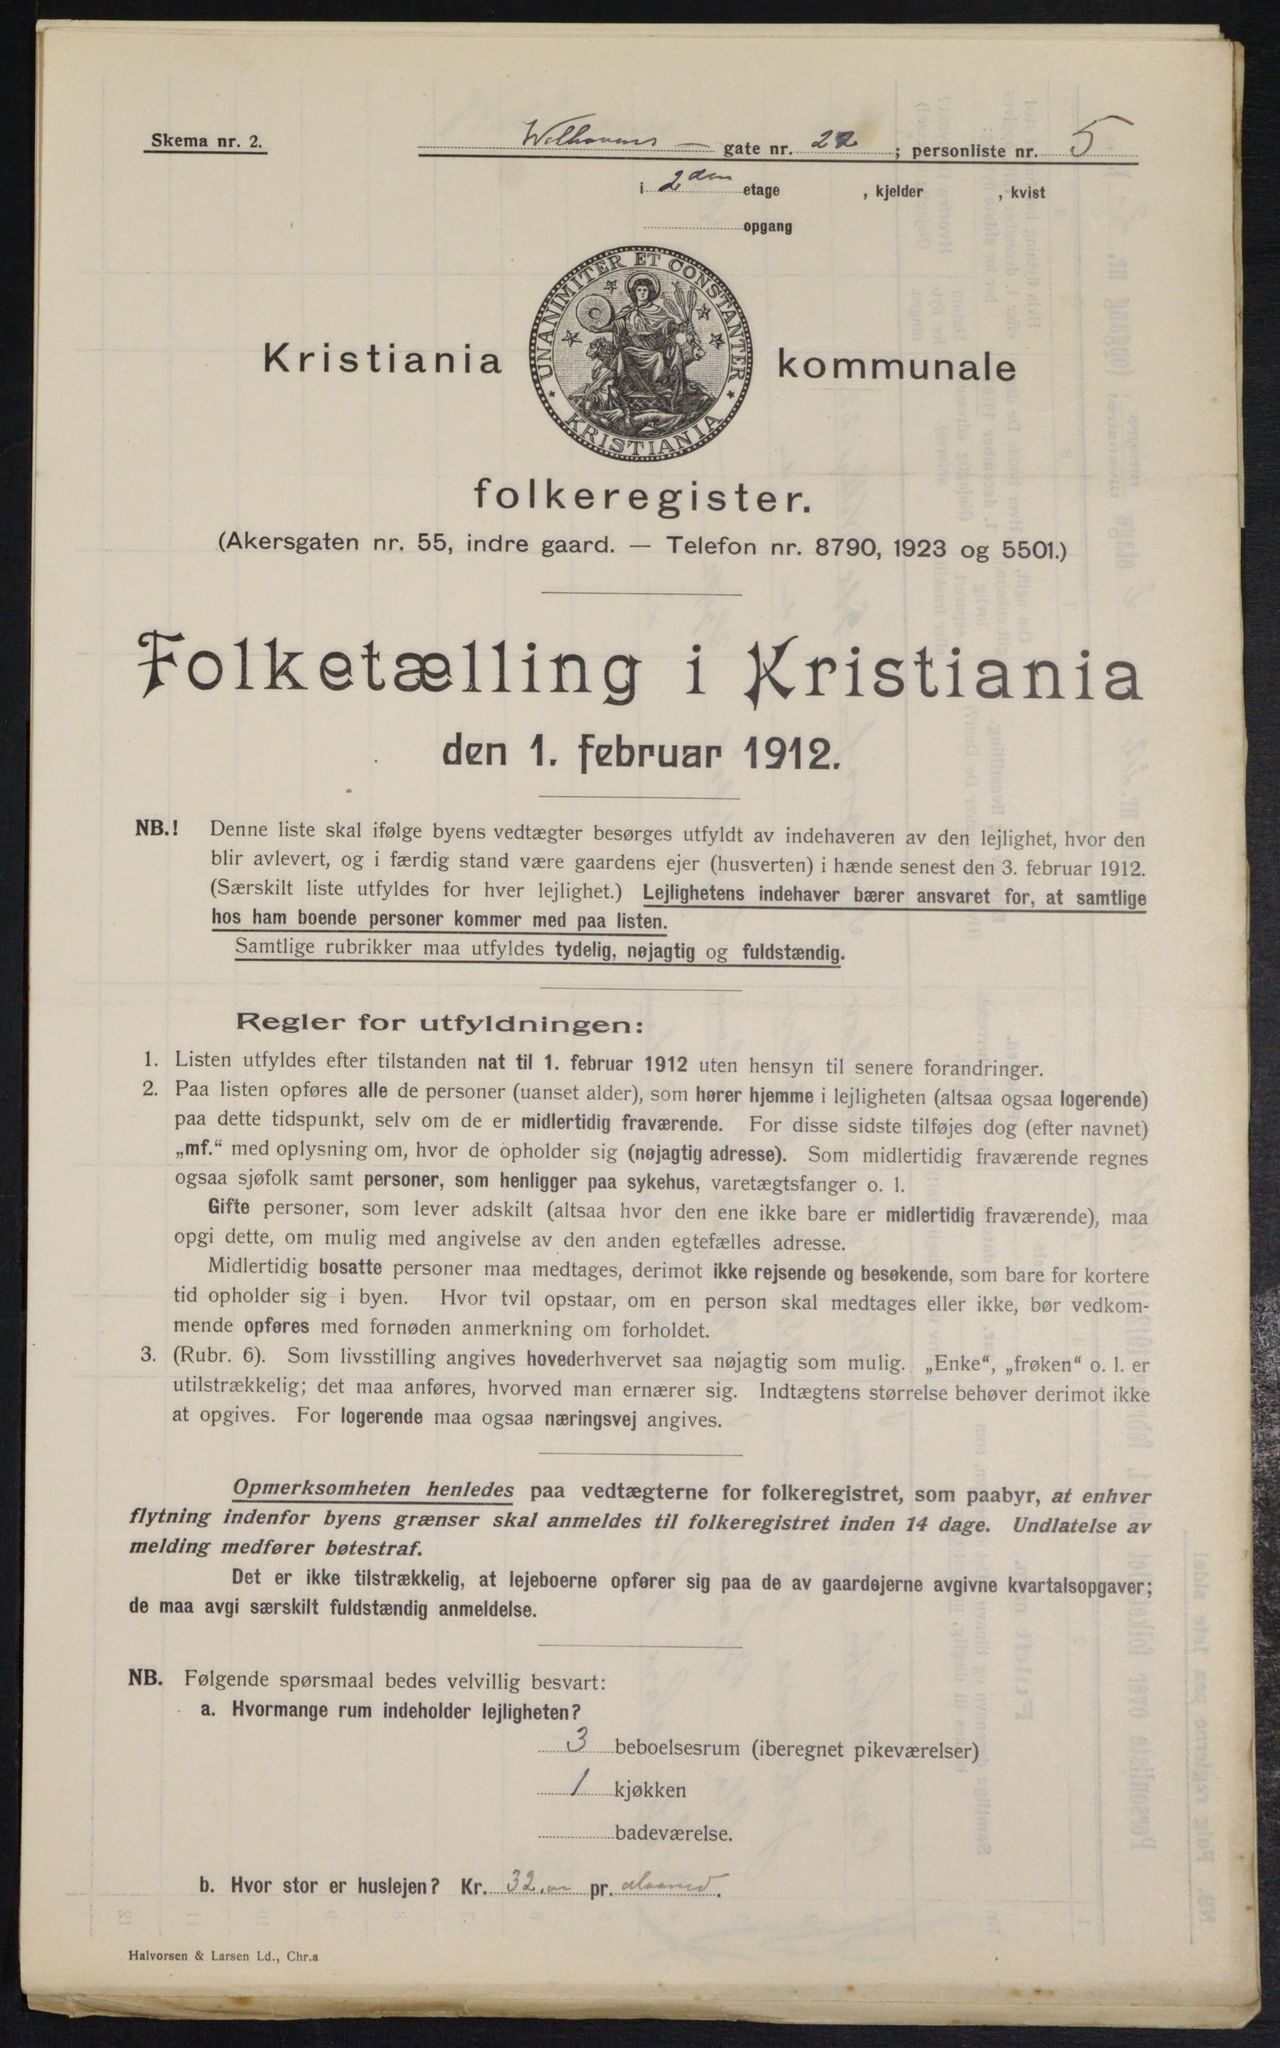 Skema nr. 2.
Welhavens gate nr. 22; personliste nr. 5
i 2den etage , kjelder , kvist
opgang
UNANIMITER ET CONSTANTER
KRISTIANIA
Kristiania kommunale
folkeregister.
(Akersgaten nr. 55, indre gaard. — Telefon nr. 8790, 1923 og 5501.)
Folketælling i Kristiania
den 1. februar 1912.
NB.! Denne liste skal ifølge byens vedtægter besørges utfyldt av indehaveren av den lejlighet, hvor den
blir avlevert, og i færdig stand være gaardens ejer (husverten) i hænde senest den 3. februar 1912.
(Særskilt liste utfyldes for hver lejlighet.) Lejlighetens indehaver bærer ansvaret for, at samtlige
hos ham boende personer kommer med paa listen.
Samtlige rubrikker maa utfyldes tydelig, nøjagtig og fuldstændig.
Regler for utfyldningen:
1. Listen utfyldes efter tilstanden nat til 1. februar 1912 uten hensyn til senere forandringer.
2. Paa listen opføres alle de personer (uanset alder), som hører hjemme i lejligheten (altsaa ogsaa logerende)
paa dette tidspunkt, selv om de er midlertidig fraværende. For disse sidste tilføjes dog (efter navnet)
„mf.“ med oplysning om, hvor de opholder sig (nøjagtig adresse). Som midlertidig fraværende regnes
ogsaa sjøfolk samt personer, som henligger paa sykehus, varetægtsfanger o. l.
Gifte personer, som lever adskilt (altsaa hvor den ene ikke bare er midlertidig fraværende), maa
opgi dette, om mulig med angivelse av den anden egtefælles adresse.
Midlertidig bosatte personer maa medtages, derimot ikke rejsende og besøkende, som bare for kortere
tid opholder sig i byen. Hvor tvil opstaar, om en person skal medtages eller ikke, bør vedkom-
mende opføres med fornøden anmerkning om forholdet.
3. (Rubr. 6). Som livsstilling angives hovederhvervet saa nøjagtig som mulig. „Enke“, „frøken“ o. l. er
utilstrækkelig; det maa anføres, hvorved man ernærer sig. Indtægtens størrelse behøver derimot ikke
at opgives. For logerende maa ogsaa næringsvej angives.
Opmerksomheten henledes paa vedtægterne for folkeregistret, som paabyr, at enhver
flytning indenfor byens grænser skal anmeldes til folkeregistret inden 14 dage. Undlatelse av
melding medfører bøtestraf.
Det er ikke tilstrækkelig, at lejeboerne opfører sig paa de av gaardejerne avgivne kvartalsopgaver;
de maa avgi særskilt fuldstændig anmeldelse.
NB. Følgende spørsmaal bedes velvillig besvart:
a. Hvormange rum indeholder lejligheten?
3 beboelsesrum (iberegnet pikeværelser)
1 kjøkken
badeværelse.
b. Hvor stor er huslejen? Kr. 32,00 pr. Maaned.
Halvorsen & Larsen Ld., Chr.a